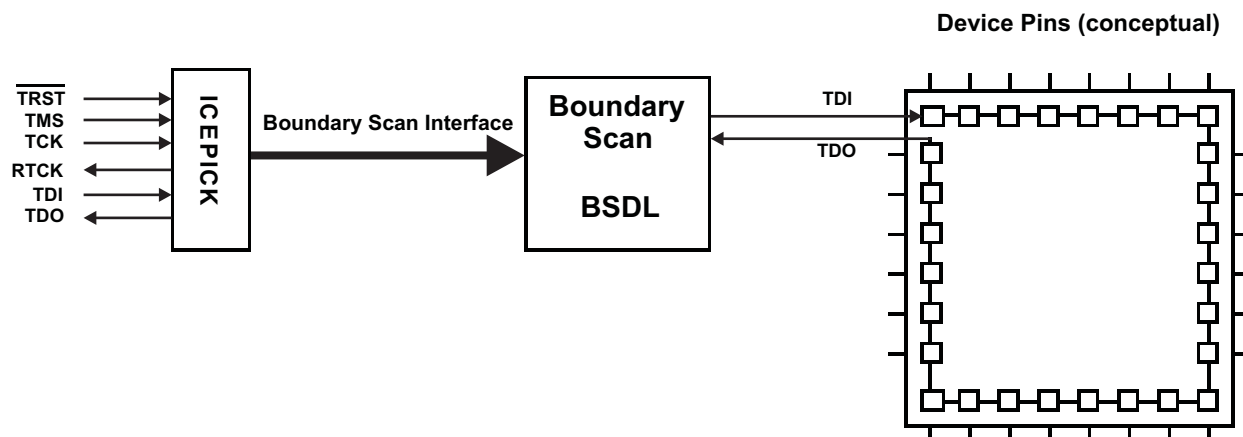 Device Pins (conceptual)
TRST
TMS
TCK
RTCK
TDI
TDO
ICEPICK
Boundary Scan Interface
Boundary
Scan
BSDL
TDI
TDO